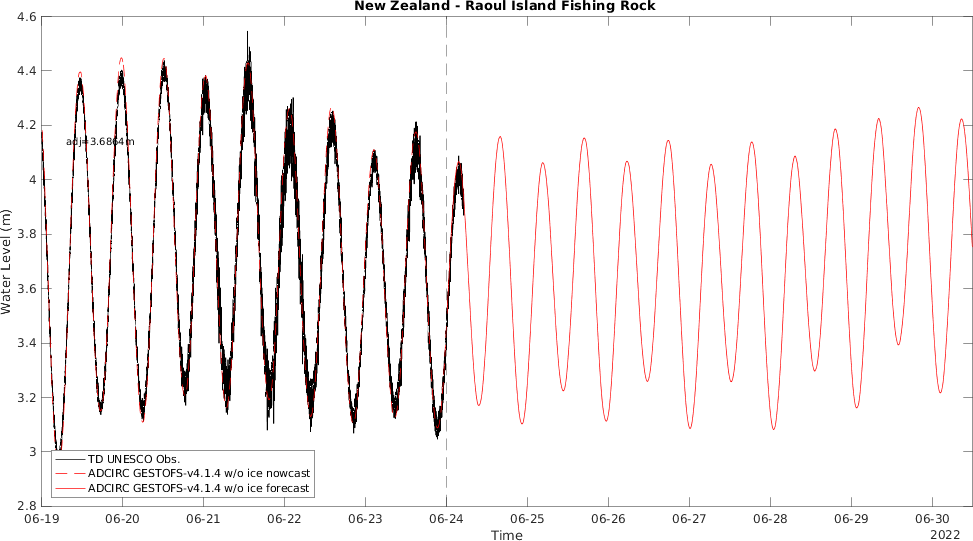 New Zealand - Raoul Island Fishing Rock
4.6
4.4
4.2
4
3.8
3.6
3.4
3.2
3
2.8
Water Level (m)
adj=3.6864m
TD UNESCO Obs.
ADCIRC GESTOFS-v4.1.4 w/o ice nowcast
ADCIRC GESTOFS-v4.1.4 w/o ice forecast
06-19 06-20 06-21 06-22 06-23 06-24 06-25 06-26 06-27 06-28 06-29 06-30
Time
2022